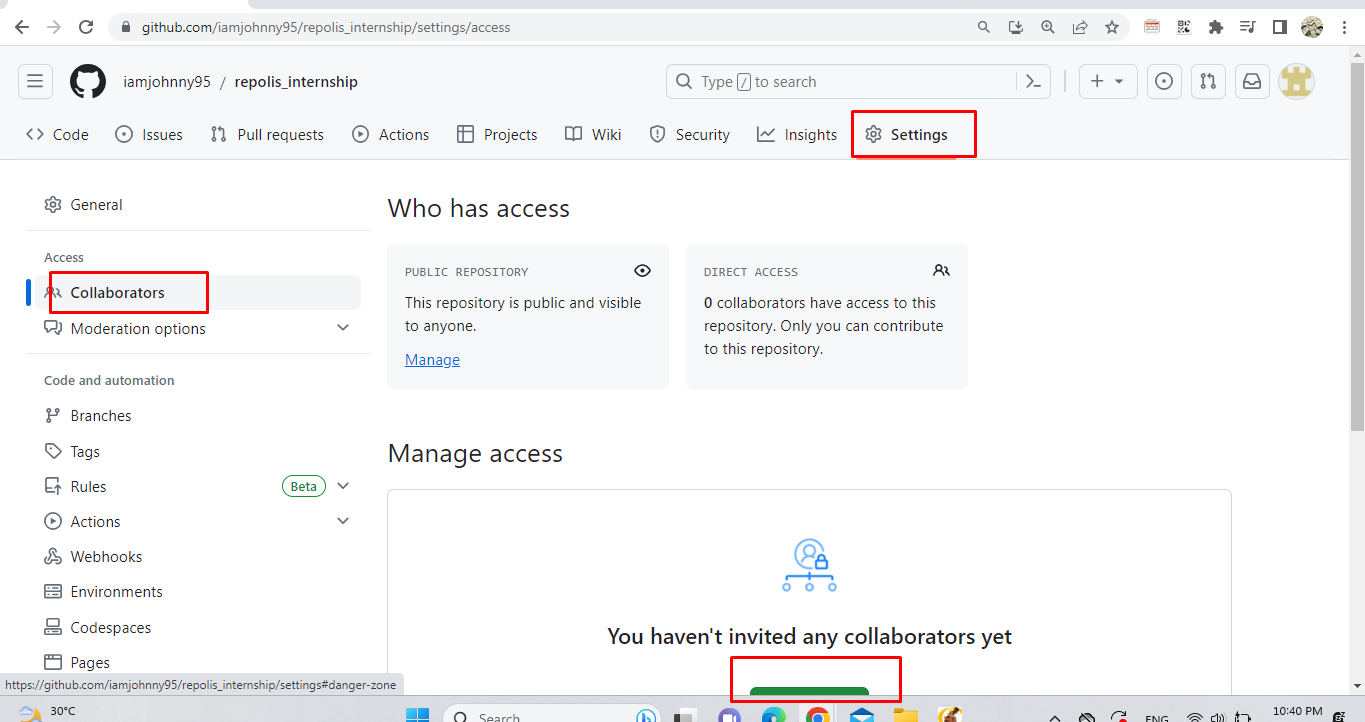 github.com/iamjohnny95/repolis_internship/settings/access
iamjohnny95 / repolis_internship
Type / to search
Code Issues Pull requests Actions Projects Wiki Security Insights Settings
General
Access
Collaborators
Moderation options
Code and automation
Branches
Tags
Rules Beta
Actions
Webhooks
Environments
Codespaces
Pages
Who has access
PUBLIC REPOSITORY
This repository is public and visible
to anyone.
Manage
DIRECT ACCESS
0 collaborators have access to this
repository. Only you can contribute
to this repository.
Manage access
You haven't invited any collaborators yet
https://github.com/iamjohnny95/repolis_internship/settings#danger-zone
30°C
Search
ENG
10:40 PM